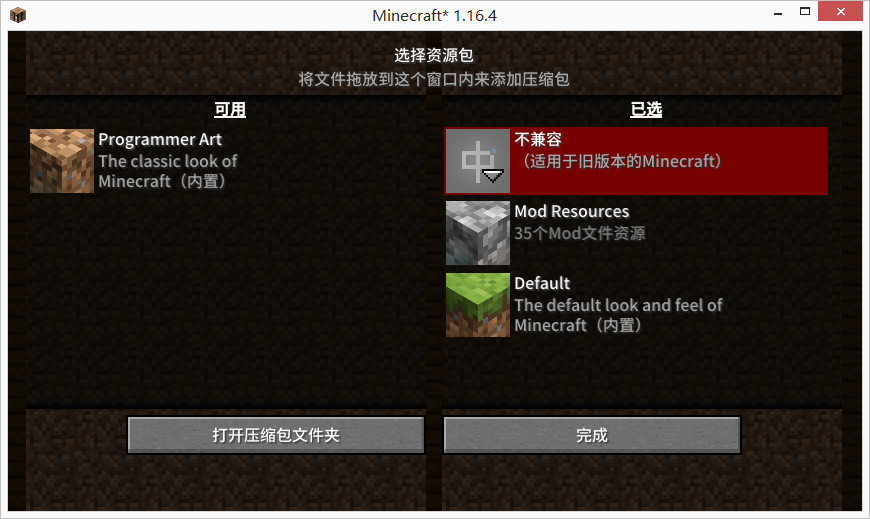 Minecraft* 1.16.4
选择资源包
将文件拖放到这个窗口内来添加压缩包
可用
Programmer Art
The classic look of
Minecraft（内置）
已选
中
不兼容
（适用于旧版本的Minecraft）
Mod Resources
35个Mod文件资源
Default
The default look and feel of
Minecraft（内置）
打开压缩包文件夹
完成